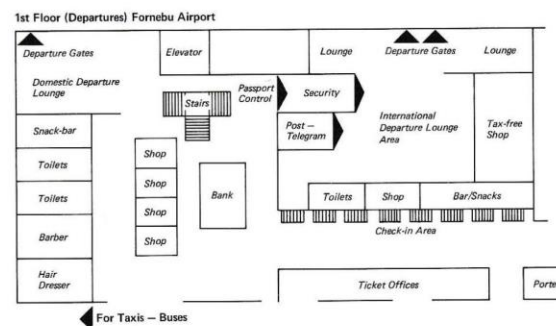 1st Floor (Departures) Fornebu Airport
Departure Gates
Elevator
Lounge
Departure Gates
Lounge
Domestic Departure
Lounge
Passport
Control
Security
Stairs
Snack-bar
Post –
Telegram
International
Departure Lounge
Area
Tax-free
Shop
Toilets
Shop
Shop
Toilets
Bank
Toilets
Shop
Bar/Snacks
Shop
Barber
Shop
Check-in Area
Hair
Dresser
Ticket Offices
Porte
For Taxis – Buses